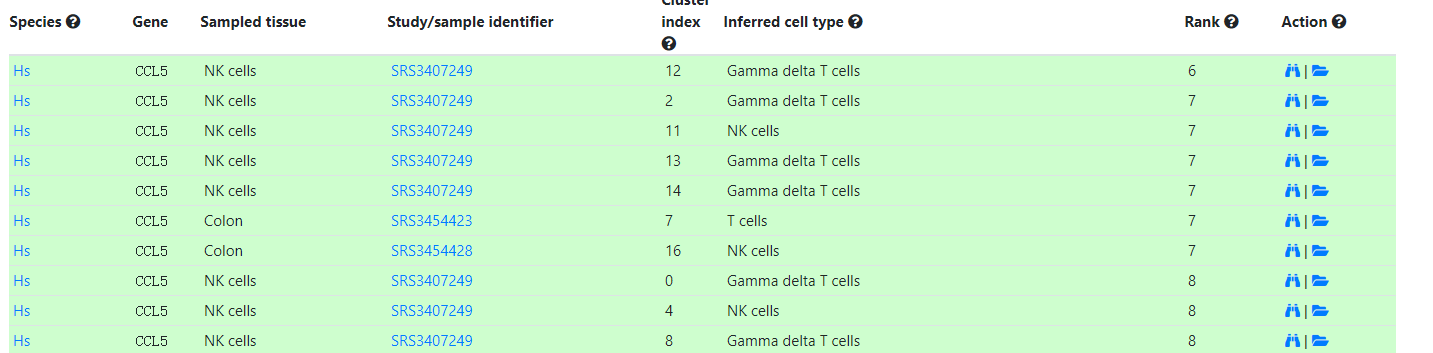 Cluster
Species Gene Sampled tissue Study/sample identifier index Inferred cell type Rank Action
Hs CCL5 NK cells SRS3407249 12 Gamma delta T cells 6 |
Hs CCL5 NK cells SRS3407249 2 Gamma delta T cells 7 |
Hs CCL5 NK cells SRS3407249 11 NK cells 7 |
Hs CCL5 NK cells SRS3407249 13 Gamma delta T cells 7 |
Hs CCL5 NK cells SRS3407249 14 Gamma delta T cells 7 |
Hs CCL5 Colon SRS3454423 7 T cells 7 |
Hs CCL5 Colon SRS3454428 16 NK cells 7 |
Hs CCL5 NK cells SRS3407249 0 Gamma delta T cells 8 |
Hs CCL5 NK cells SRS3407249 4 NK cells 8 |
Hs CCL5 NK cells SRS3407249 8 Gamma delta T cells 8 |